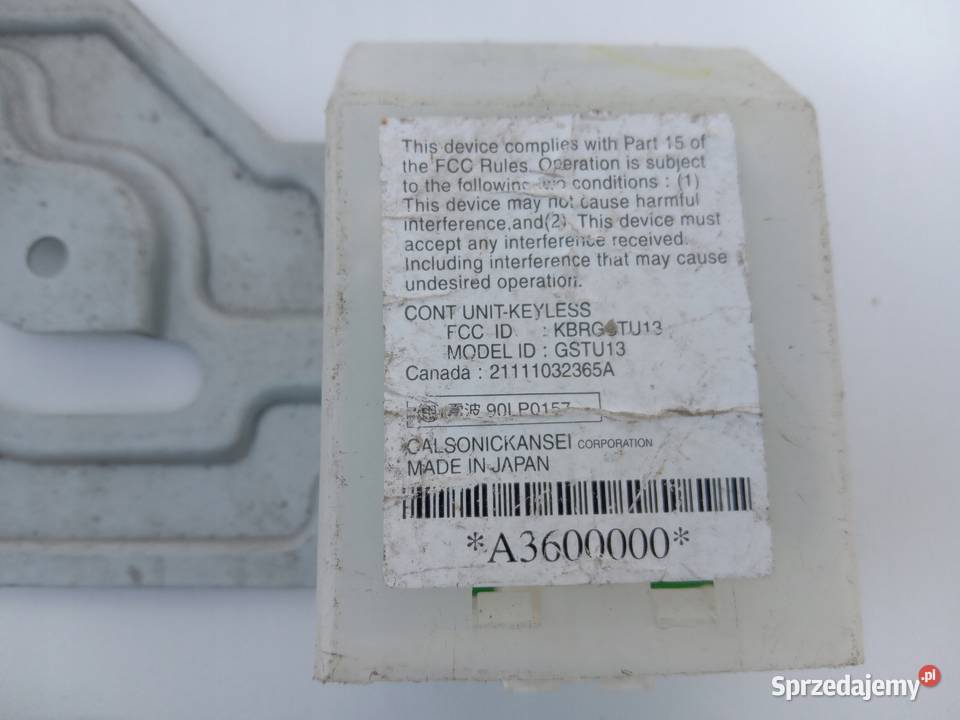 This device complies with Part 15 of
the FCC Rules. Operation is subject
to the following two conditions : (1)
This device may not cause harmful
interference,and(2). This device must
accept any interference received.
Including interference that may cause
undesired operation.
CONT UNIT-KEYLESS
FCC ID : KBRGSTU13
MODEL ID : GSTU13
Canada : 21111032365A
電波 90LP0157
CALSONICKANSEI CORPORATION
MADE IN JAPAN
*A3600000*
Sprzedajemy.pl